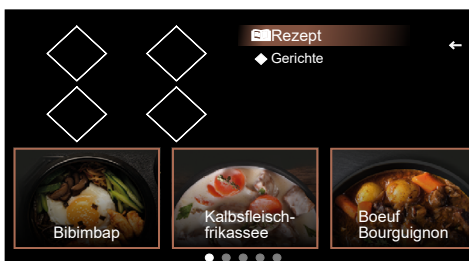 Rezept
Gerichte
Bibimbap
Kalbsfleisch-
frikassee
Boeuf
Bourguignon